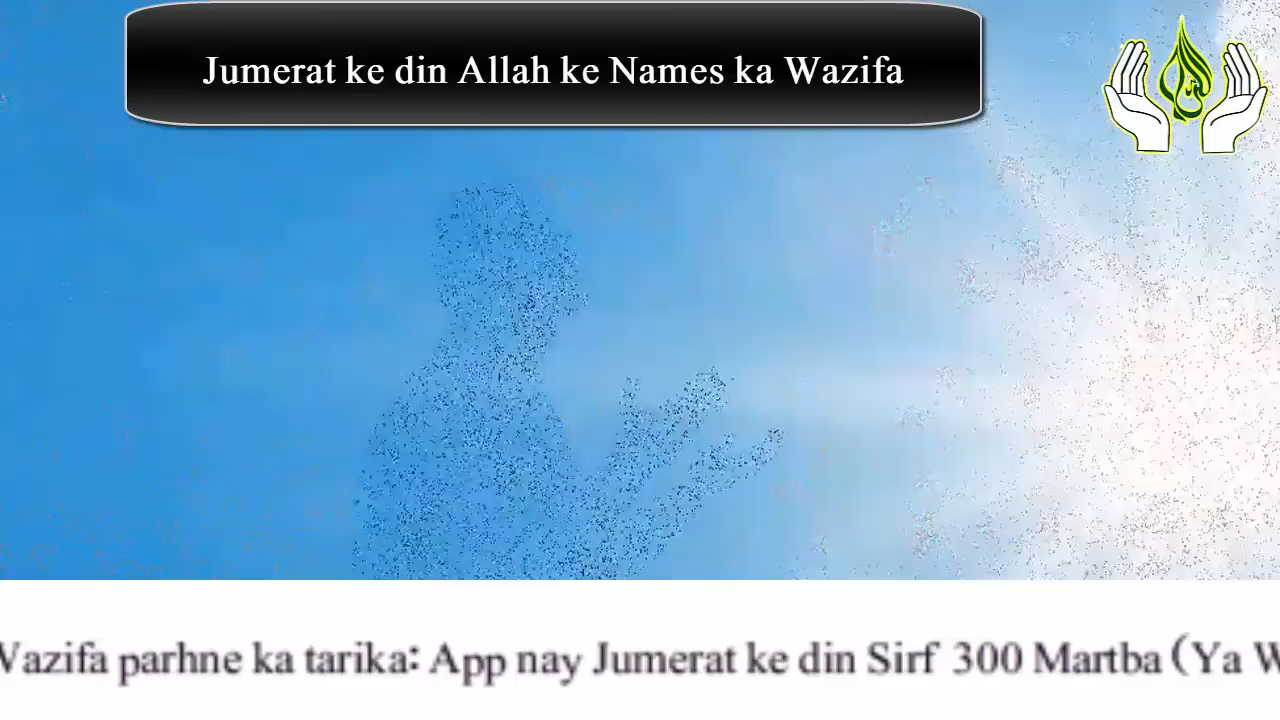 Jumerat ke din Allah ke Names ka Wazifa
Wazifa parhne ka tarika: App nay Jumerat ke din Sirf 300 Martba (Ya W